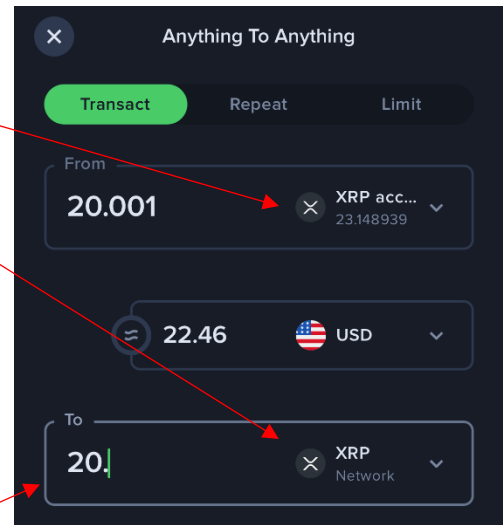 Anything To Anything
Transact Repeat Limit
From
20.001 XRP acc...
23.148939
≈ 22.46 USD
To
20. XRP
Network